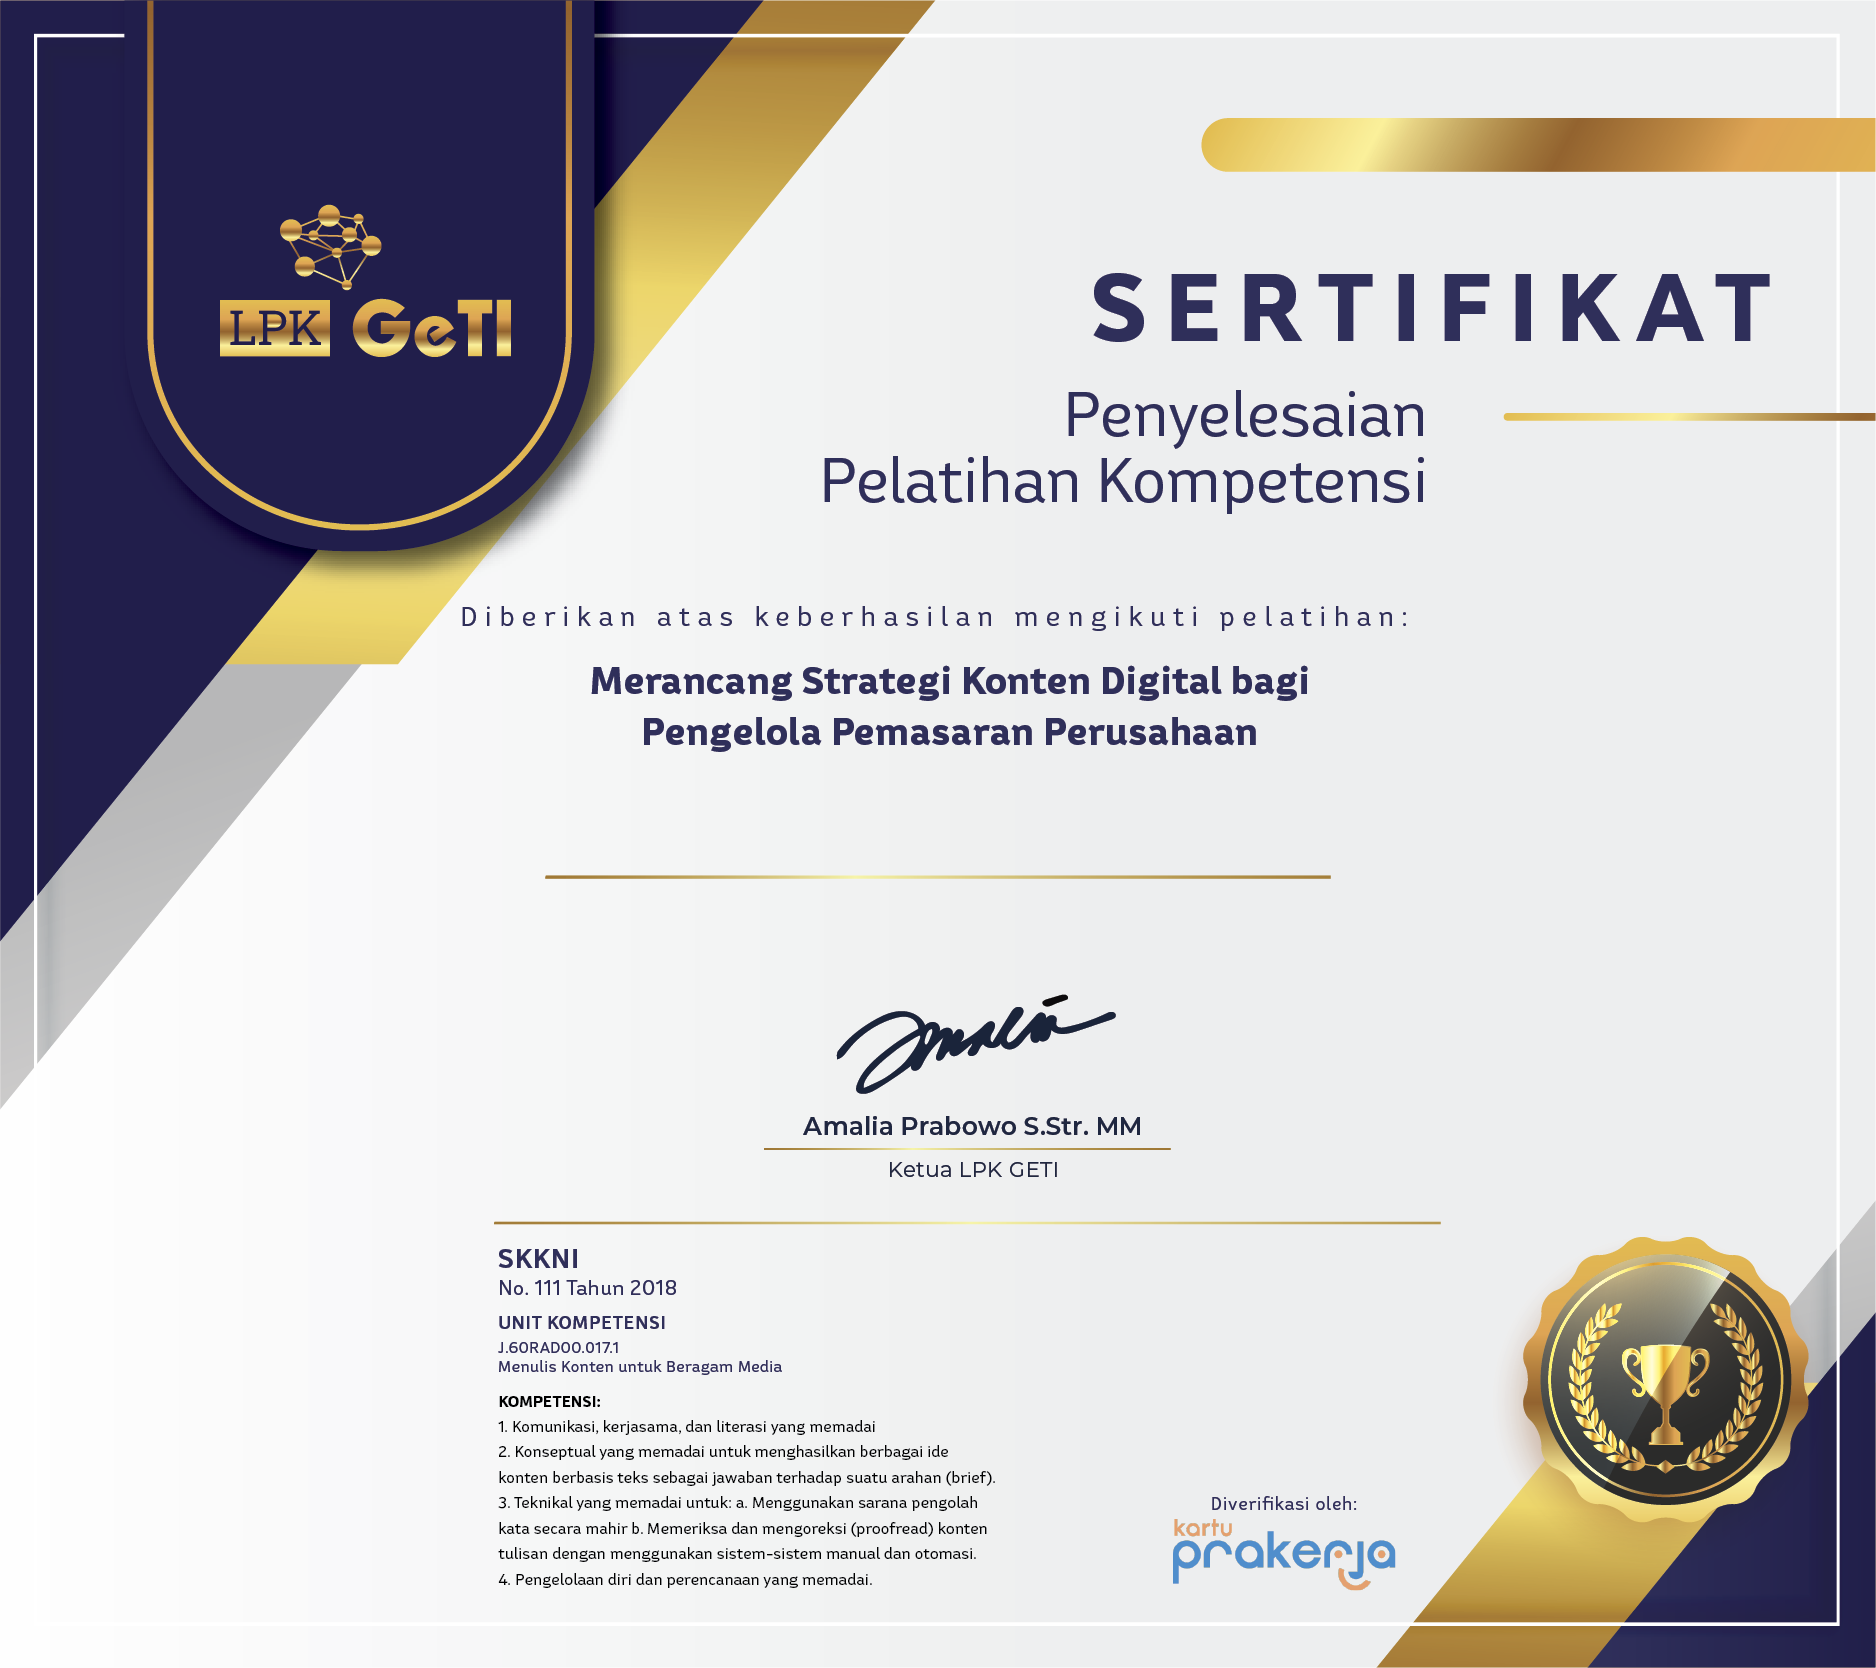 LPK GeTI
SERTIFIKAT
Penyelesaian
Pelatihan Kompetensi
Diberikan atas keberhasilan mengikuti pelatihan:
Merancang Strategi Konten Digital bagi
Pengelola Pemasaran Perusahaan
Amalia
Amalia Prabowo S.Str. MM
Ketua LPK GETI
SKKNI
No. 111 Tahun 2018
UNIT KOMPETENSI
J.60RAD00.017.1
Menulis Konten untuk Beragam Media
KOMPETENSI:
1. Komunikasi, kerjasama, dan literasi yang memadai
2. Konseptual yang memadai untuk menghasilkan berbagai ide
konten berbasis teks sebagai jawaban terhadap suatu arahan (brief).
3. Teknikal yang memadai untuk: a. Menggunakan sarana pengolah
kata secara mahir b. Memeriksa dan mengoreksi (proofread) konten
tulisan dengan menggunakan sistem-sistem manual dan otomasi.
4. Pengelolaan diri dan perencanaan yang memadai.
Diverifikasi oleh:
kartu
prakerja